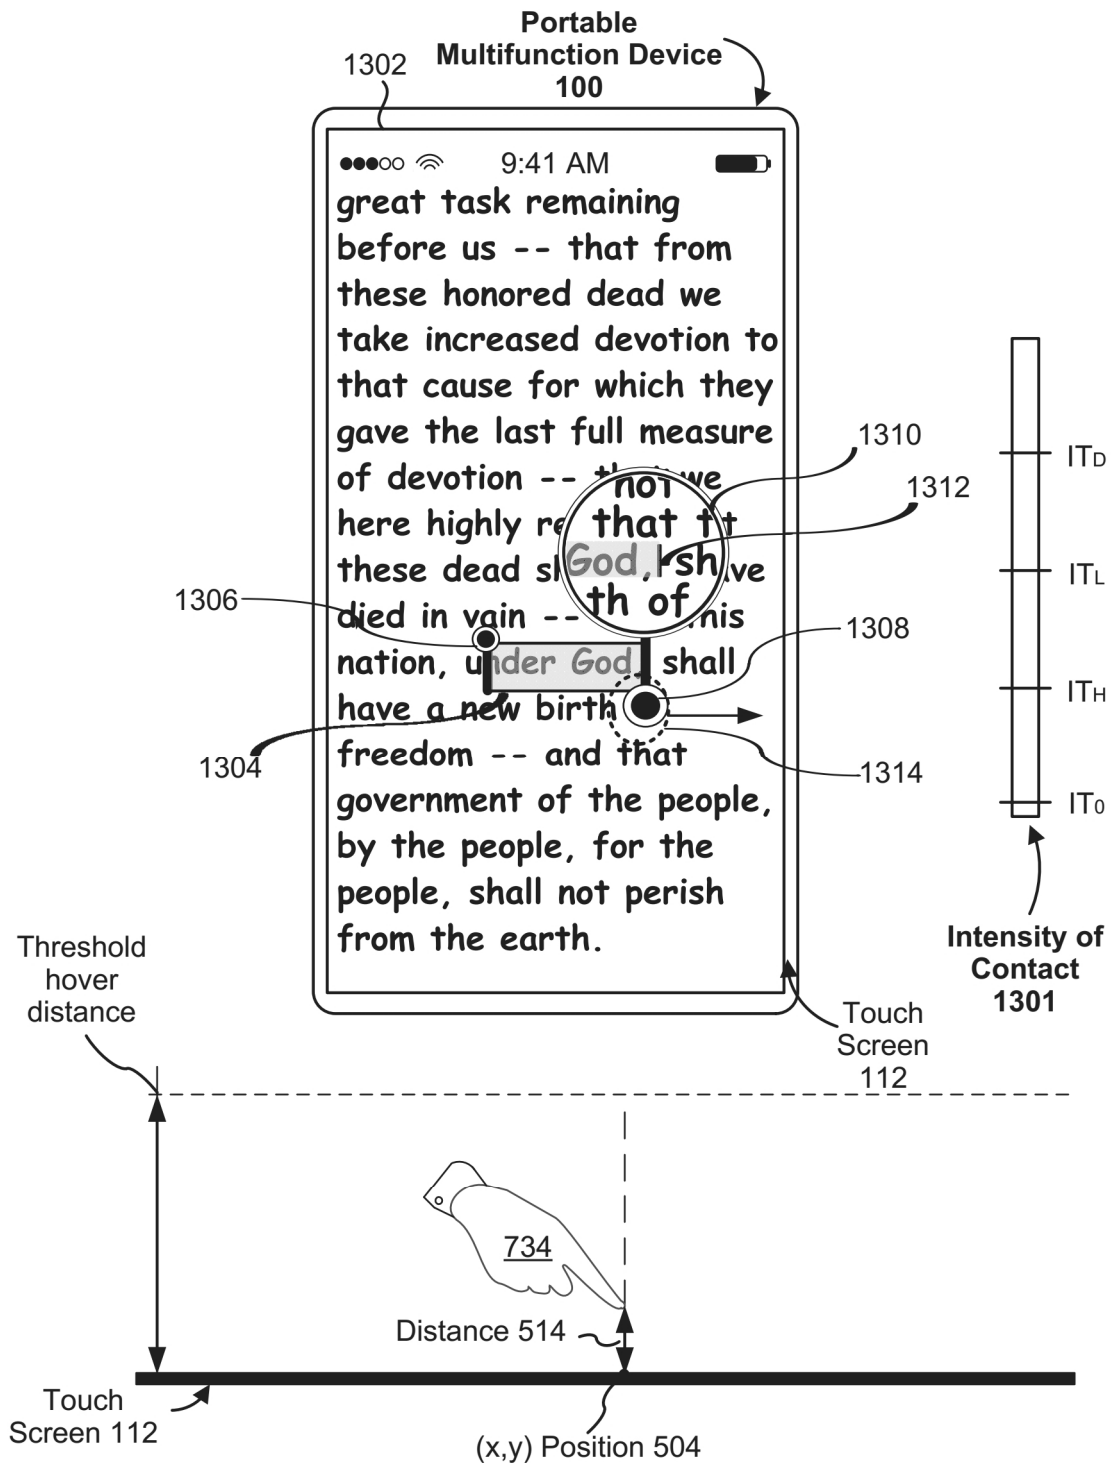 Portable
Multifunction Device
100
1302
9:41 AM
great task remaining
before us -- that from
these honored dead we
take increased devotion to
that cause for which they
gave the last full measure
of devotion -- that we
here highly re t
these dead sh ve
died in vain -- his
nation, under God, shall
have a new birth
freedom -- and that
government of the people,
by the people, for the
people, shall not perish
from the earth.
not
that t
God, sh
th of
1310
1312
1306
1308
1304
1314
ITD
ITL
ITH
IT0
Intensity of
Contact
1301
Threshold
hover
distance
Touch
Screen
112
734
Distance 514
Touch
Screen 112
(x,y) Position 504